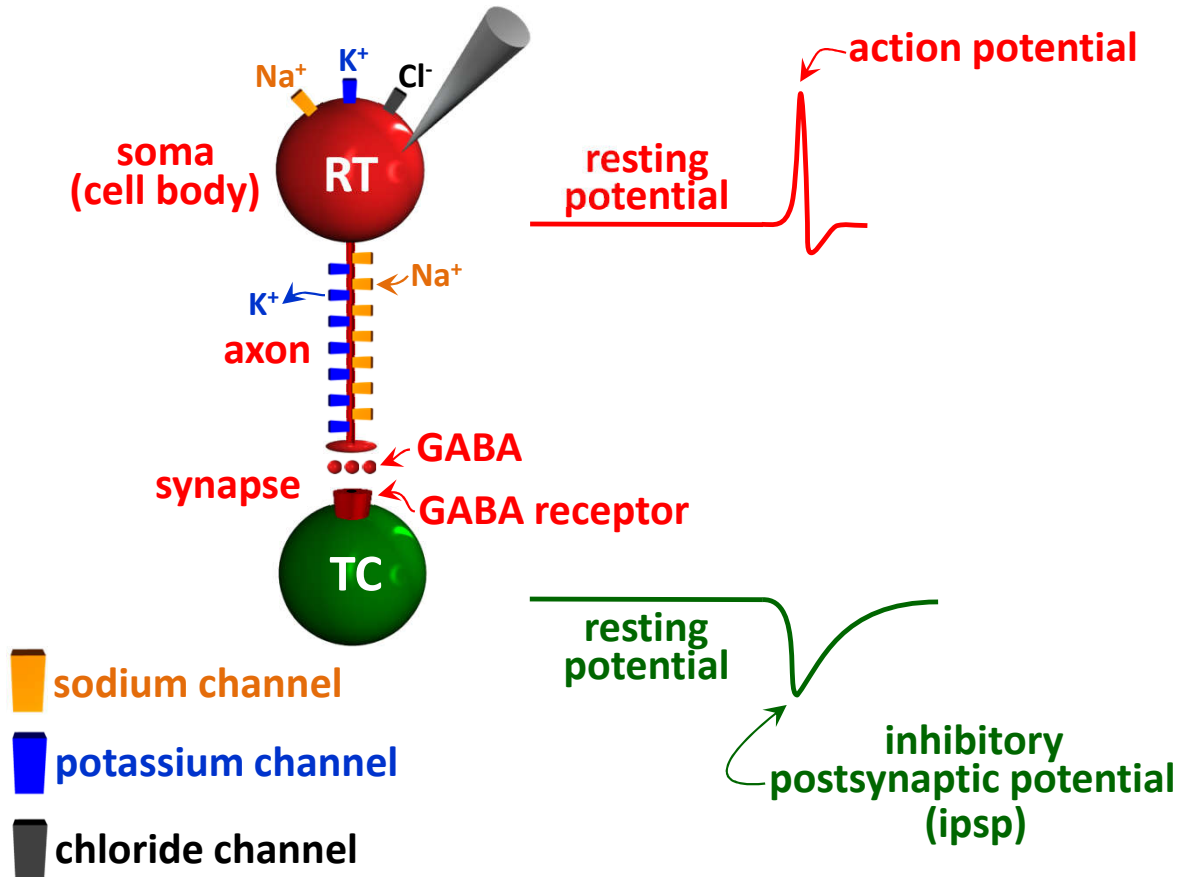 action potential
Na⁺
K⁺
Cl⁻
soma
(cell body)
RT
resting
potential
Na⁺
K⁺
axon
GABA
synapse
GABA receptor
TC
resting
potential
sodium channel
potassium channel
chloride channel
inhibitory
postsynaptic potential
(ipsp)